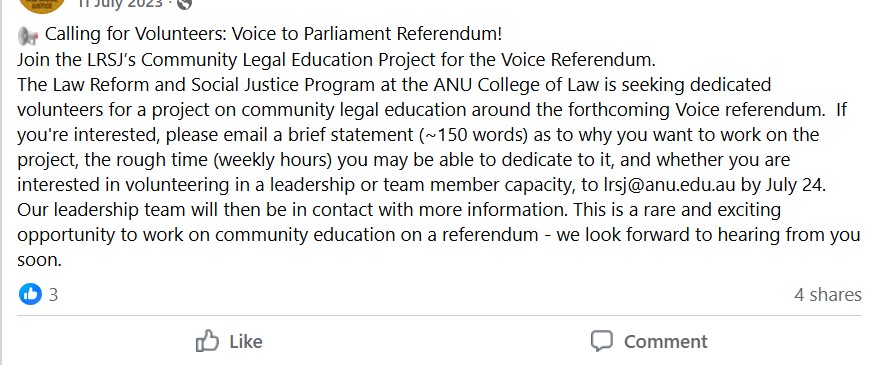 JUSTICE
11 July 2023 ·
Calling for Volunteers: Voice to Parliament Referendum!
Join the LRSJ's Community Legal Education Project for the Voice Referendum.
The Law Reform and Social Justice Program at the ANU College of Law is seeking dedicated
volunteers for a project on community legal education around the forthcoming Voice referendum.  If
you're interested, please email a brief statement (~150 words) as to why you want to work on the
project, the rough time (weekly hours) you may be able to dedicate to it, and whether you are
interested in volunteering in a leadership or team member capacity, to lrsj@anu.edu.au by July 24.
Our leadership team will then be in contact with more information. This is a rare and exciting
opportunity to work on community education on a referendum - we look forward to hearing from you
soon.
3 4 shares
Like Comment